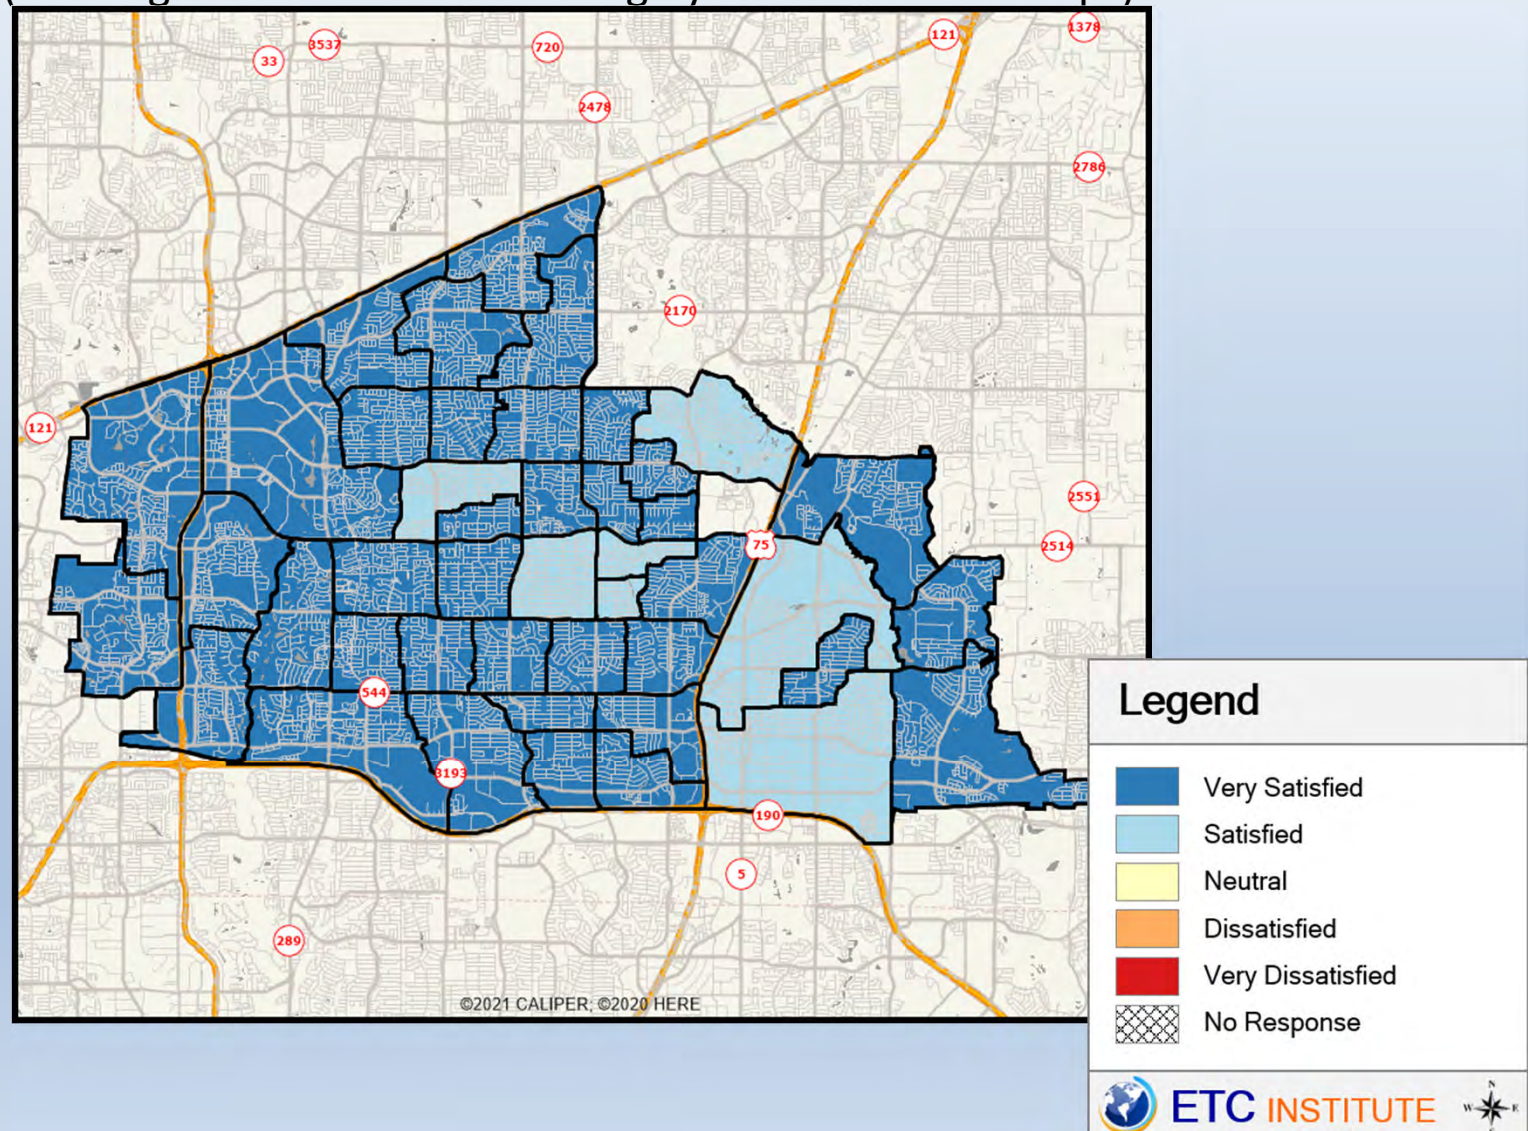 121
1378
3537
720
33
2478
2786
2170
121
2551
75
2514
544
3193
190
5
289
©2021 CALIPER; ©2020 HERE
Legend
Very Satisfied
Satisfied
Neutral
Dissatisfied
Very Dissatisfied
No Response
ETC INSTITUTE
N
W E